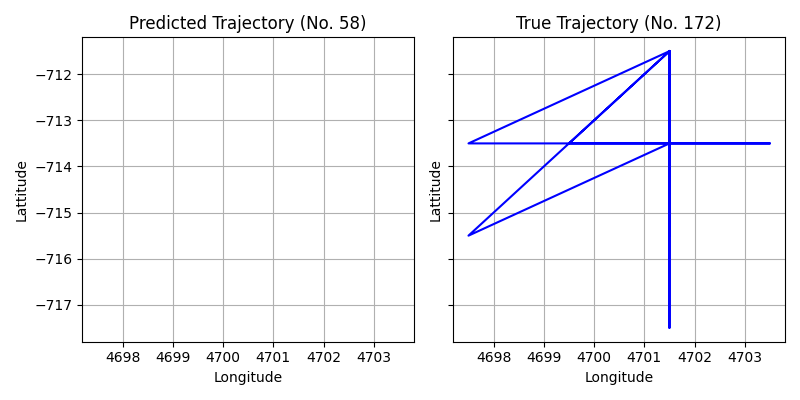 Predicted Trajectory (No. 58)
−712
−713
−714
−715
−716
−717
Lattitude
4698 4699 4700 4701 4702 4703
Longitude
True Trajectory (No. 172)
Lattitude
4698 4699 4700 4701 4702 4703
Longitude